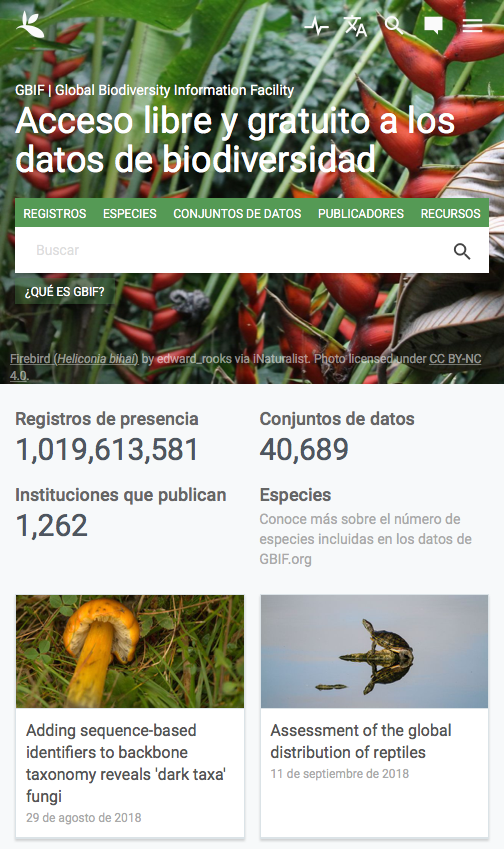 GBIF | Global Biodiversity Information Facility
Acceso libre y gratuito a los
datos de biodiversidad
REGISTROS ESPECIES CONJUNTOS DE DATOS PUBLICADORES RECURSOS
Buscar
¿QUÉ ES GBIF?
Firebird (Heliconia bihai) by edward_rooks via iNaturalist. Photo licensed under CC BY-NC
4.0.
Registros de presencia
1,019,613,581
Conjuntos de datos
40,689
Instituciones que publican
1,262
Especies
Conoce más sobre el número de
especies incluidas en los datos de
GBIF.org
Adding sequence-based
identifiers to backbone
taxonomy reveals 'dark taxa'
fungi
29 de agosto de 2018
Assessment of the global
distribution of reptiles
11 de septiembre de 2018